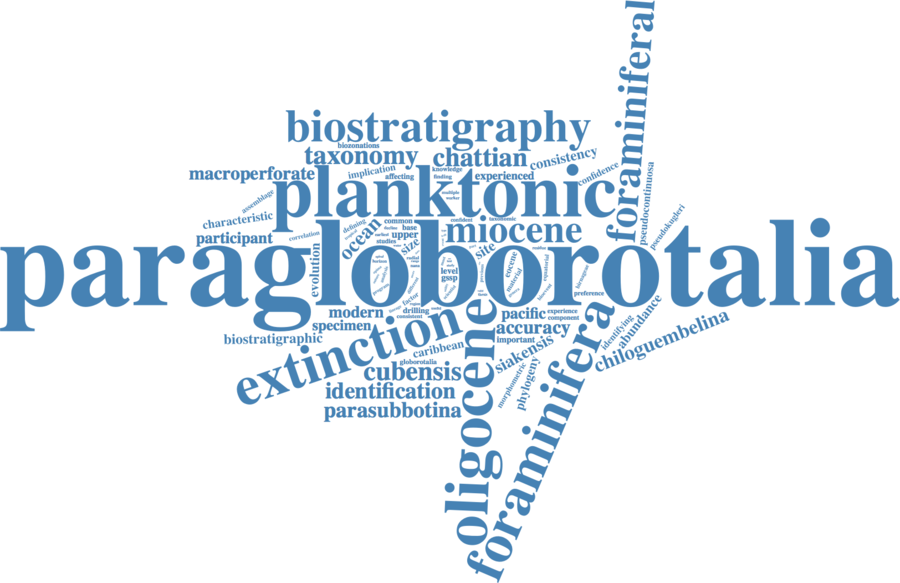 foraminiferal
biostratigraphy
biozonations
taxonomy
chattian
consistency
macroperforate
implication
knowledge
experienced
confidence
affecting
finding
planktonic
multiple
marker
assemblage
characteristic
participant
correlation
defining
common
base
upper
ocean
size
studies
confident
taxonomic
miocene
site
pseudocontinuosa
pseudokugleri
paragloborotalia
evolution
level
gssp
eocene
material
equatorial
preference
modern
specimen
factor
drilling
consistent
pacific
experience
component
accuracy
important
identifying
abundance
chiloguembelina
biostratigraphic
extinction
caribbean
globorotalia
cubensis
siakensis
identification
parasubbotina
morphometric
phylogeny
oligocene
foraminifera